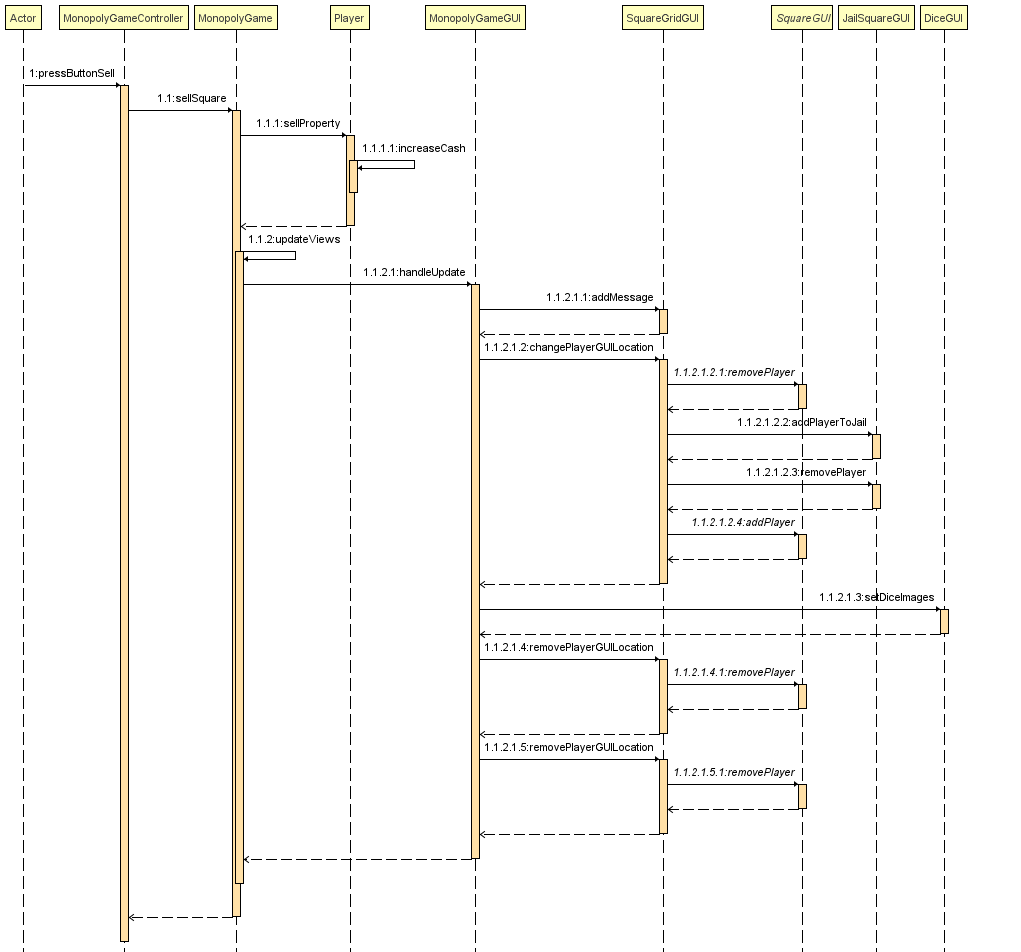 Actor
MonopolyGameController
MonopolyGame
Player
MonopolyGameGUI
SquareGridGUI
SquareGUI
JailSquareGUI
DiceGUI
1:pressButtonSell
1.1:sellSquare
1.1.1:sellProperty
1.1.1.1:increaseCash
1.1.2:updateViews
1.1.2.1:handleUpdate
1.1.2.1.1:addMessage
1.1.2.1.2:changePlayerGUILocation
1.1.2.1.2.1:removePlayer
1.1.2.1.2.2:addPlayerToJail
1.1.2.1.2.3:removePlayer
1.1.2.1.2.4:addPlayer
1.1.2.1.3:setDiceImages
1.1.2.1.4:removePlayerGUILocation
1.1.2.1.4.1:removePlayer
1.1.2.1.5:removePlayerGUILocation
1.1.2.1.5.1:removePlayer